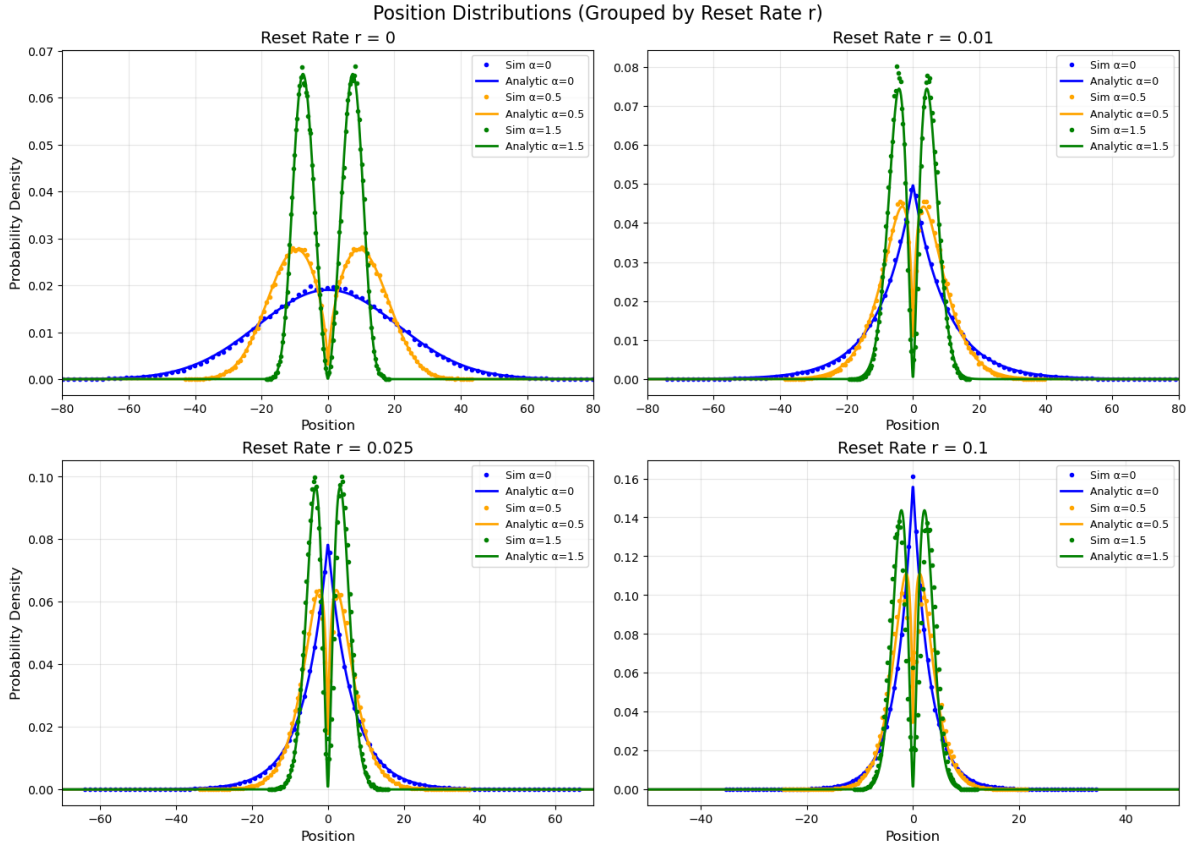 Position Distributions (Grouped by Reset Rate r)
Reset Rate r = 0
Probability Density
0.07
0.06
0.05
0.04
0.03
0.02
0.01
0.00
Sim α=0
Analytic α=0
Sim α=0.5
Analytic α=0.5
Sim α=1.5
Analytic α=1.5
−80 −60 −40 −20 0 20 40 60 80
Position
Reset Rate r = 0.01
0.08
0.07
0.06
0.05
0.04
0.03
0.02
0.01
0.00
Sim α=0
Analytic α=0
Sim α=0.5
Analytic α=0.5
Sim α=1.5
Analytic α=1.5
−80 −60 −40 −20 0 20 40 60 80
Position
Reset Rate r = 0.025
Probability Density
0.10
0.08
0.06
0.04
0.02
0.00
Sim α=0
Analytic α=0
Sim α=0.5
Analytic α=0.5
Sim α=1.5
Analytic α=1.5
−60 −40 −20 0 20 40 60
Position
Reset Rate r = 0.1
0.16
0.14
0.12
0.10
0.08
0.06
0.04
0.02
0.00
Sim α=0
Analytic α=0
Sim α=0.5
Analytic α=0.5
Sim α=1.5
Analytic α=1.5
−40 −20 0 20 40
Position